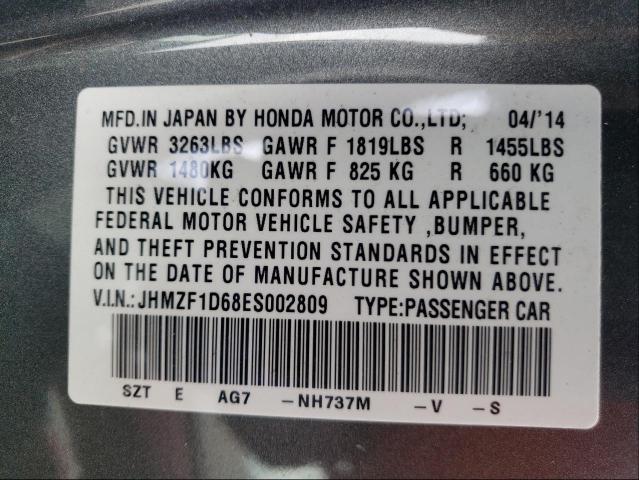 MFD.IN JAPAN BY HONDA MOTOR CO.,LTD; 04/'14
GVWR 3263LBS GAWR F 1819LBS R 1455LBS
GVWR 1480KG GAWR F 825 KG R 660 KG
THIS VEHICLE CONFORMS TO ALL APPLICABLE
FEDERAL MOTOR VEHICLE SAFETY ,BUMPER,
AND THEFT PREVENTION STANDARDS IN EFFECT
ON THE DATE OF MANUFACTURE SHOWN ABOVE.
V.I.N.:JHMZF1D68ES002809 TYPE:PASSENGER CAR
SZT E AG7 -NH737M -V -S